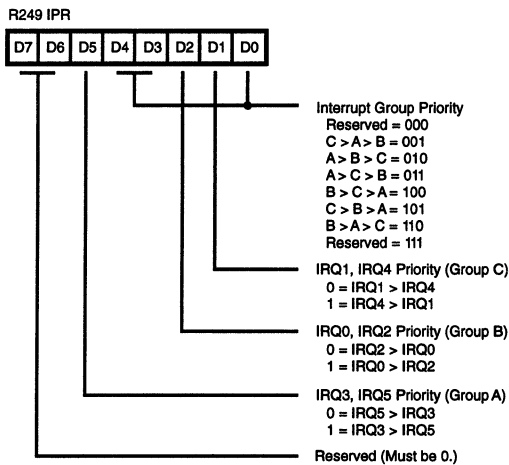 R249 IPR
D7 D6 D5 D4 D3 D2 D1 D0
Interrupt Group Priority
Reserved = 000
C > A > B = 001
A > B > C = 010
A > C > B = 011
B > C > A = 100
C > B > A = 101
B > A > C = 110
Reserved = 111
IRQ1, IRQ4 Priority (Group C)
0 = IRQ1 > IRQ4
1 = IRQ4 > IRQ1
IRQ0, IRQ2 Priority (Group B)
0 = IRQ2 > IRQ0
1 = IRQ0 > IRQ2
IRQ3, IRQ5 Priority (Group A)
0 = IRQ5 > IRQ3
1 = IRQ3 > IRQ5
Reserved (Must be 0.)